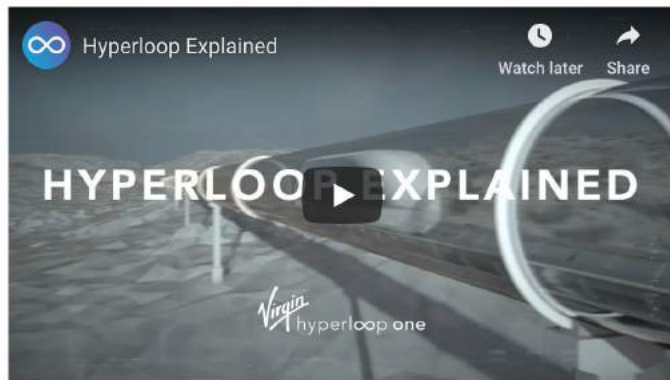 Hyperloop Explained
Watch later
Share
HYPERLOOP EXPLAINED
Virgin
hyperloop one